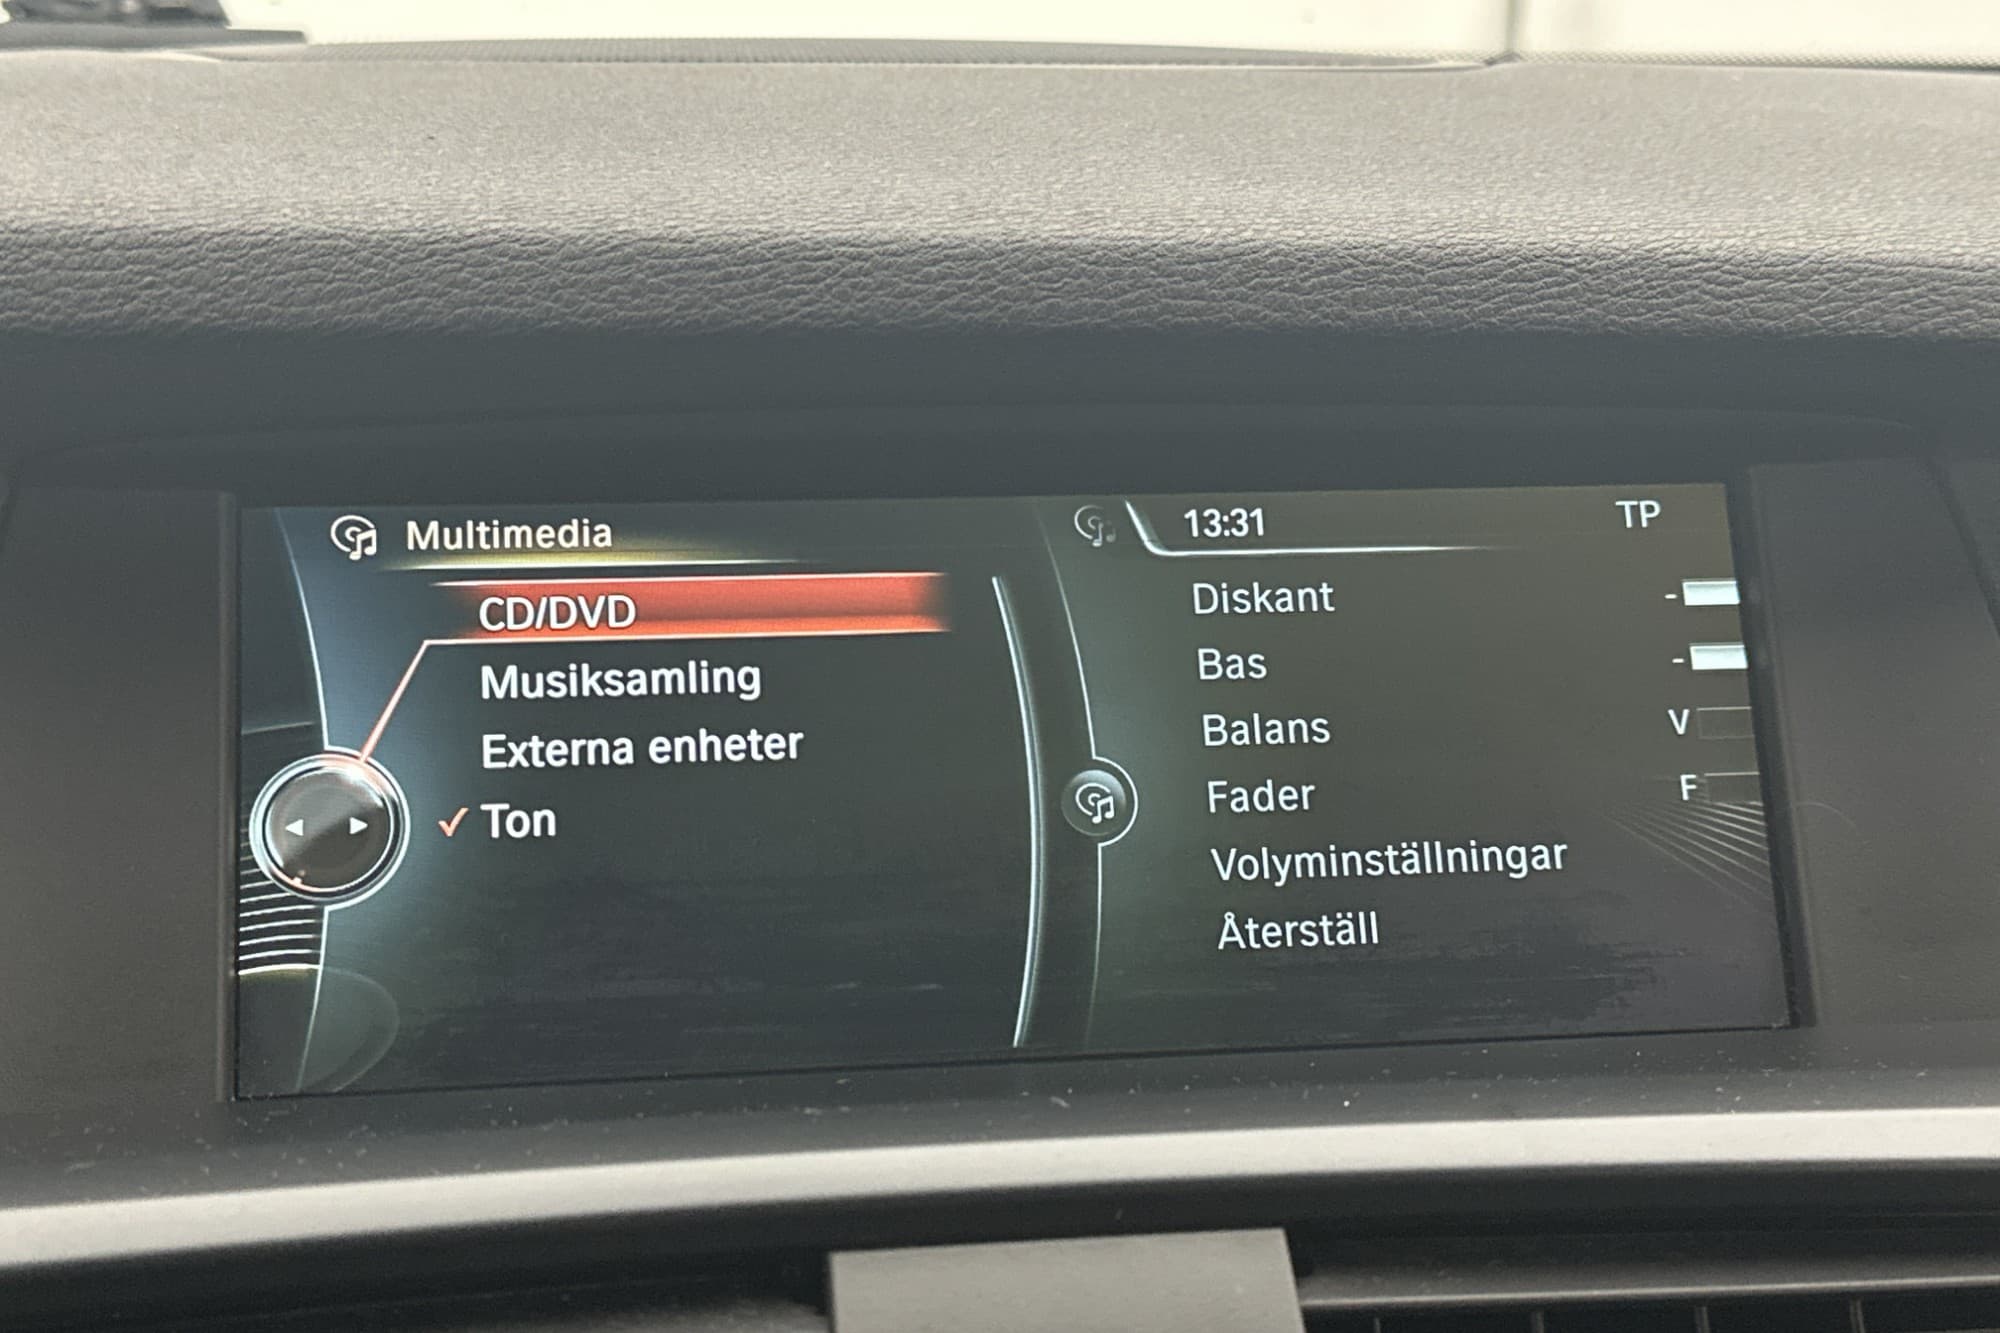 Multimedia
CD/DVD
Musiksamling
Externa enheter
✓ Ton
13:31 TP
Diskant -
Bas -
Balans V
Fader F
Volyminställningar
Återställ